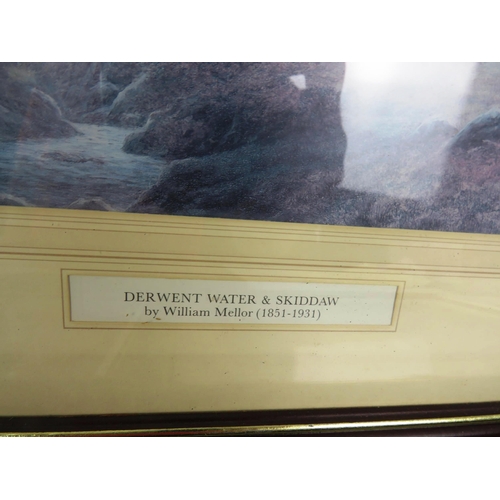 DERWENT WATER & SKIDDAW
by William Mellor (1851-1931)